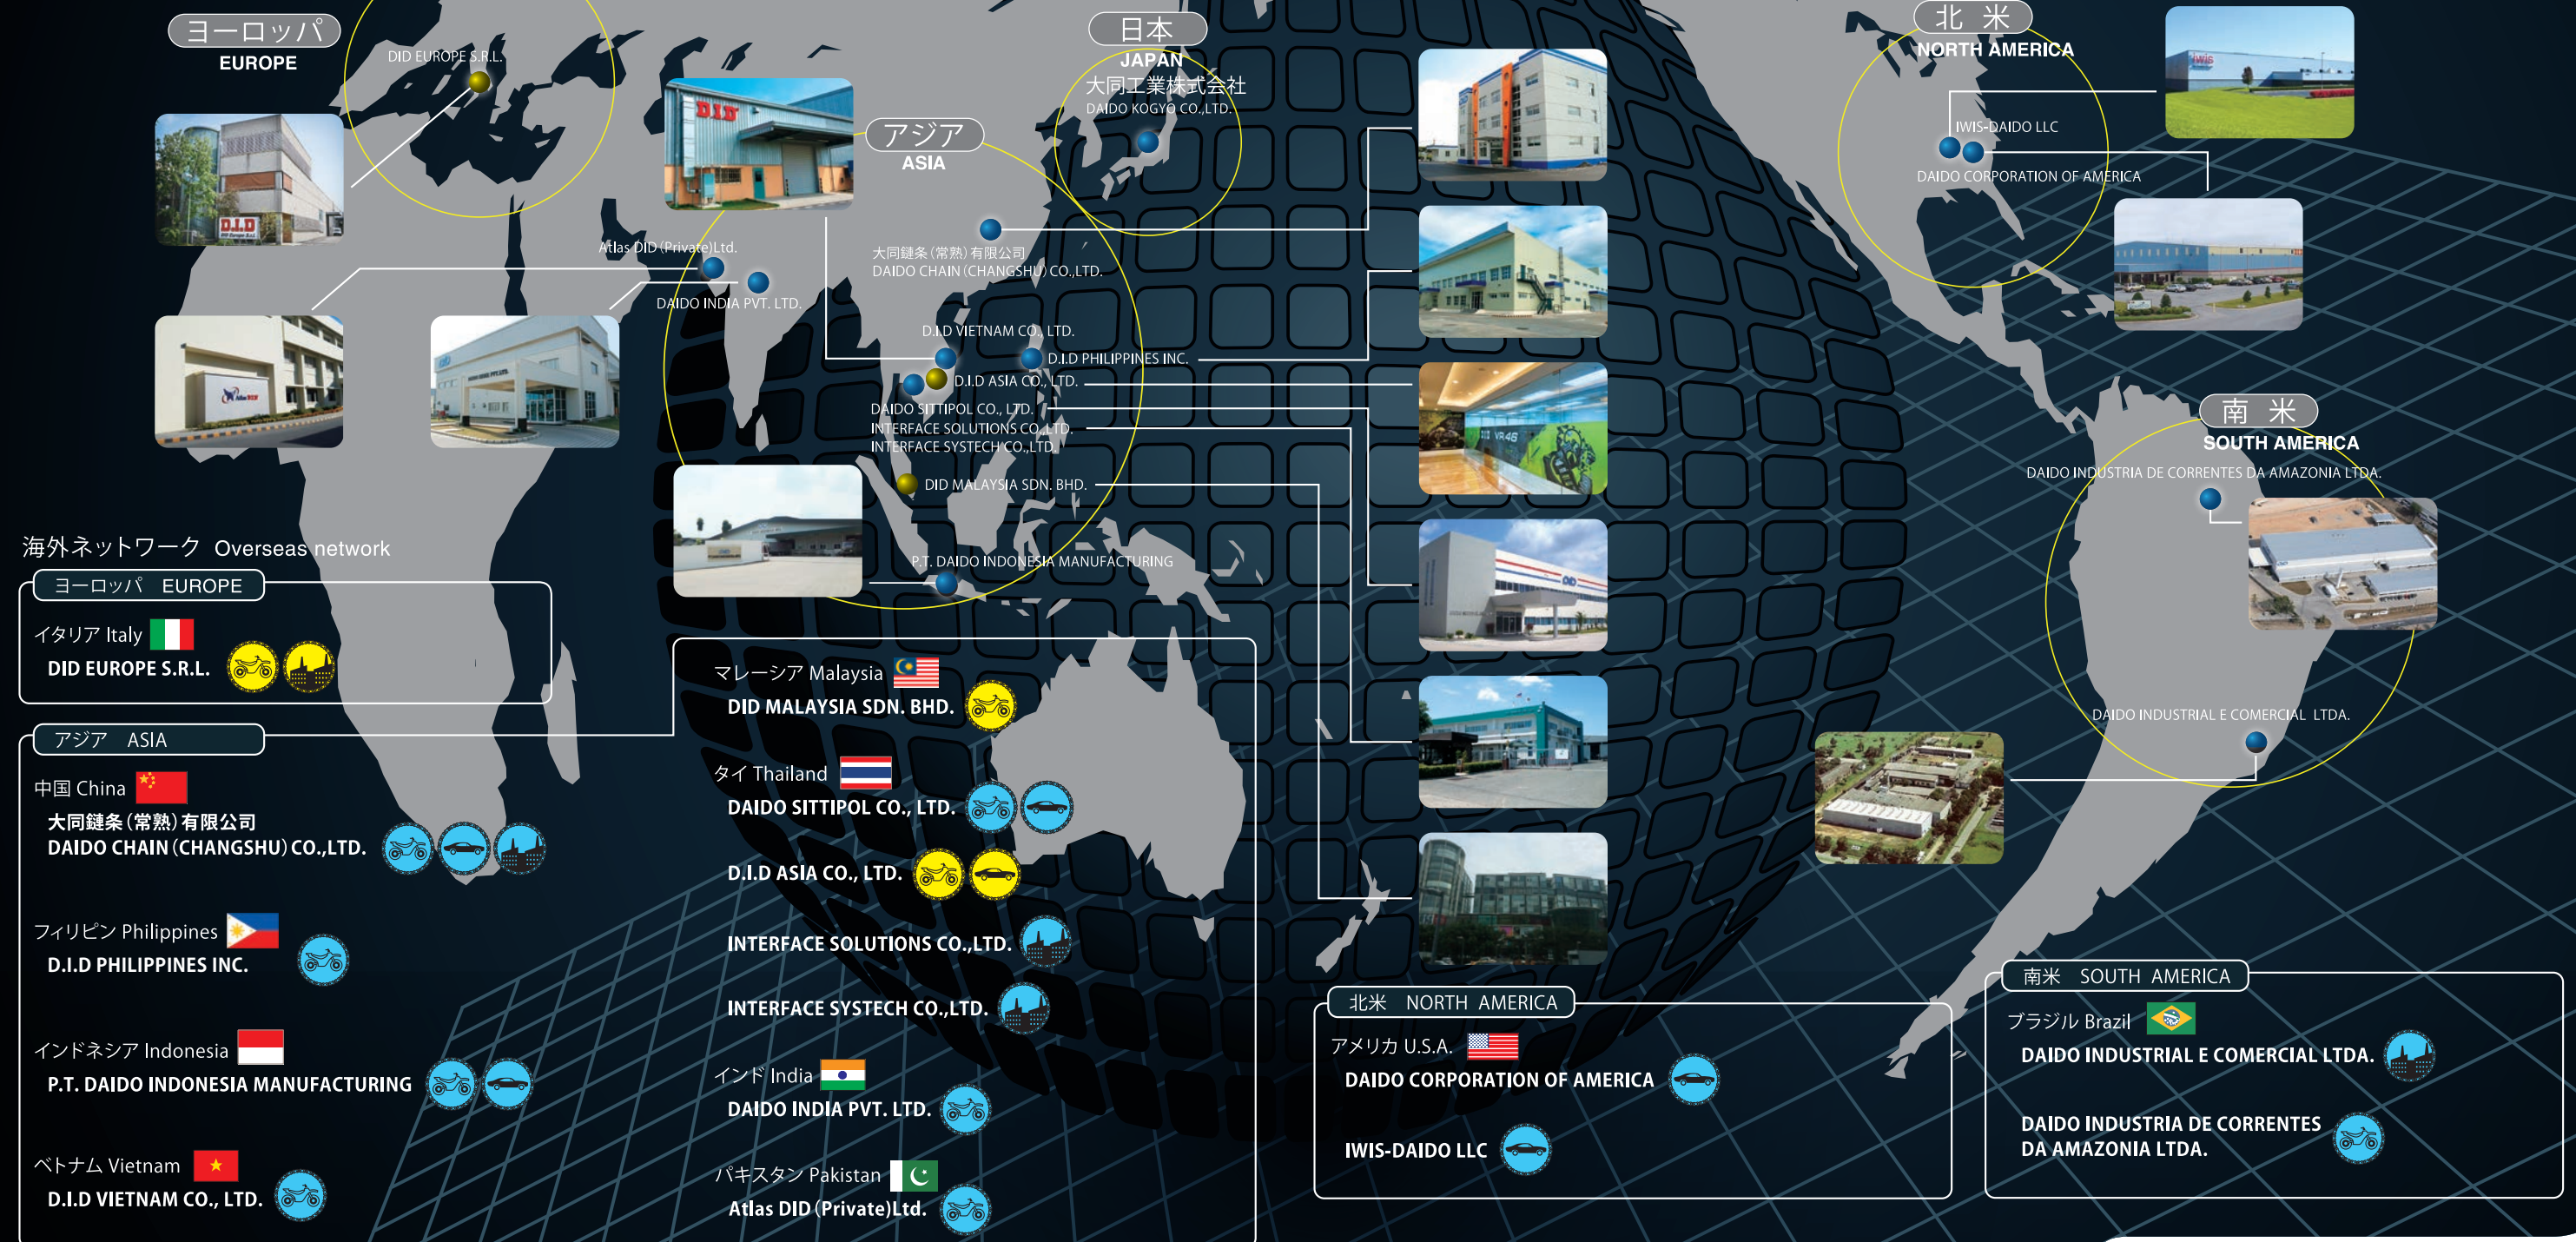 ヨーロッパ
EUROPE
DID EUROPE S.R.L.
D.I.D
D.I.D
アジア
ASIA
日本
JAPAN
大同工業株式会社
DAIDO KOGYO CO.,LTD.
北 米
NORTH AMERICA
iwis
IWIS-DAIDO LLC
DAIDO CORPORATION OF AMERICA
Atlas DID (Private)Ltd.
DAIDO INDIA PVT. LTD.
大同鏈条(常熟)有限公司
DAIDO CHAIN(CHANGSHU)CO.,LTD.
D.I.D VIETNAM CO., LTD.
D.I.D PHILIPPINES INC.
D.I.D ASIA CO., LTD.
DAIDO SITTIPOL CO., LTD.
INTERFACE SOLUTIONS CO.,LTD.
INTERFACE SYSTECH CO.,LTD.
DID MALAYSIA SDN. BHD.
P.T. DAIDO INDONESIA MANUFACTURING
VR46
DID
南 米
SOUTH AMERICA
DAIDO INDUSTRIA DE CORRENTES DA AMAZONIA LTDA.
DAIDO INDUSTRIAL E COMERCIAL LTDA.
海外ネットワーク Overseas network
ヨーロッパ EUROPE
イタリア Italy
DID EUROPE S.R.L.
アジア ASIA
中国 China
大同鏈条(常熟)有限公司
DAIDO CHAIN(CHANGSHU)CO.,LTD.
フィリピン Philippines
D.I.D PHILIPPINES INC.
インドネシア Indonesia
P.T. DAIDO INDONESIA MANUFACTURING
ベトナム Vietnam
D.I.D VIETNAM CO., LTD.
マレーシア Malaysia
DID MALAYSIA SDN. BHD.
タイ Thailand
DAIDO SITTIPOL CO., LTD.
D.I.D ASIA CO., LTD.
INTERFACE SOLUTIONS CO.,LTD.
INTERFACE SYSTECH CO.,LTD.
インド India
DAIDO INDIA PVT. LTD.
パキスタン Pakistan
Atlas DID(Private)Ltd.
北米 NORTH AMERICA
アメリカ U.S.A.
DAIDO CORPORATION OF AMERICA
IWIS-DAIDO LLC
南米 SOUTH AMERICA
ブラジル Brazil
DAIDO INDUSTRIAL E COMERCIAL LTDA.
DAIDO INDUSTRIA DE CORRENTES
DA AMAZONIA LTDA.